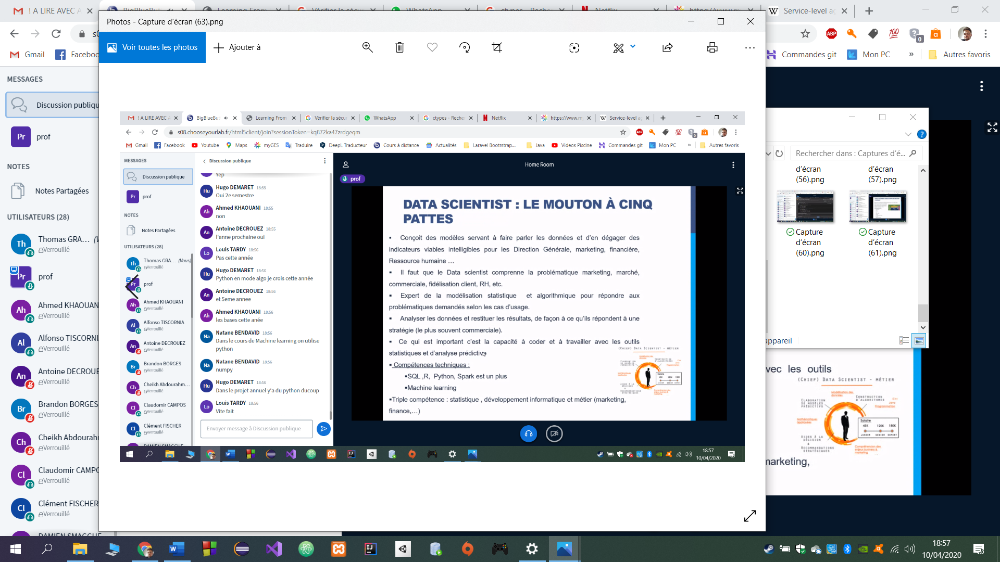 ! A LIRE AVEC A
BigBlueBut
Learning From
Vérifier la sécu
WhatsApp
ctypes - Reche
Netflix
https://www.m
Service-level ag
Gmail
Commandes git
Mon PC
»
Autres favoris
Photos - Capture d'écran (63).png
Voir toutes les photos
Ajouter à
MESSAGES
Discussion publiqu
Pr prof
NOTES
Notes Partagées
UTILISATEURS (28)
Th Thomas GRA...
Verrouillé
Pr prof
Ah Ahmed KHAOUAN
Verrouillé
Al Alfonso TISCORNI
Verrouillé
An Antoine DECROUE
Verrouillé
Br Brandon BORGES
Verrouillé
Ch Cheikh Abdourahr
Verrouillé
Cl Claudomir CAMPO
Verrouillé
Cl Clément FISCHER
Verrouillé
DAMIEN SMAGGHE
! A LIRE AVEC A
BigBlueBut
Learning From
Vérifier la sécu
WhatsApp
ctypes - Reche
Netflix
https://www.m
Service-level ag
s08.chooseyourlab.fr/html5client/join?sessionToken=kq872ka47zrdgeqm
Gmail
Facebook
Youtube
Maps
myGES
Traduire
DeepL Traducteur
Cours à distance
Actualités
Laravel Bootrstrap...
Java
Videos Piscine
Commandes git
Mon PC
»
Autres favoris
MESSAGES
Discussion publique
Pr prof
NOTES
Notes Partagées
UTILISATEURS (28)
Th Thomas GRA... (Vous)
Verrouillé
Pr prof
Ah Ahmed KHAOUANI
Verrouillé
Al Alfonso TISCORNIA
Verrouillé
An Antoine DECROUEZ
Verrouillé
Br Brandon BORGES
Verrouillé
Ch Cheikh Abdourahm...
Verrouillé
Cl Claudomir CAMPOS
Verrouillé
Cl Clément FISCHER
Verrouillé
DAMIEN SMAGGHE
Discussion publique
Yep
Hu Hugo DEMARET 18:55
Oui 2e semestre
Ah Ahmed KHAOUANI 18:55
non
An Antoine DECROUEZ 18:55
l'anne prochaine oui
Lo Louis TARDY 18:56
Pas cette année
Hu Hugo DEMARET 18:56
Python en mode algo je crois cette année
An Antoine DECROUEZ 18:56
et 5eme annee
Ah Ahmed KHAOUANI 18:56
les bases cette anée
Na Natane BENDAVID 18:56
Dans le cours de Machine learning on utilise
python
Na Natane BENDAVID 18:56
numpy
Hu Hugo DEMARET 18:56
Dans le projet annuel y'a du python ducoup
Lo Louis TARDY 18:56
Vite fait
Envoyer message à Discussion publique
Home Room
prof
DATA SCIENTIST : LE MOUTON À CINQ
PATTES
▪ Conçoit des modèles servant à faire parler les données et d'en dégager des
indicateurs viables intelligibles pour les Direction Générale, marketing, financière,
Ressource humaine …
▪ Il faut que le Data scientist comprenne la problématique marketing, marché,
commerciale, fidélisation client, RH, etc.
▪ Expert de la modélisation statistique et algorithmique pour répondre aux
problématiques demandés selon les cas d'usage.
▪ Analyser les données et restituer les résultats, de façon à ce qu'ils répondent à une
stratégie (le plus souvent commerciale).
▪ Ce qui est important c'est la capacité à coder et à travailler avec les outils
statistiques et d'analyse prédictive
▪ Compétences techniques :
▪SQL ,R, Python, Spark est un plus
▪Machine learning
▪Triple compétence : statistique , développement informatique et métier (marketing,
finance,…)
(CHIEF) DATA SCIENTIST - MÉTIER
18:57
10/04/2020
Rechercher dans : Captures d'é...
d'écran
(56).png
d'écran
(57).png
Capture
d'écran
(60).png
Capture
d'écran
(61).png
appareil
vec les outils
(CHIEF) DATA SCIENTIST - MÉTIER
Modélisation des
données
ÉLABORATION
DE MODÈLES
PRÉDICTIFS
CONSTRUCTION
D'ALGORITHMES
C++
Java
Programmation
Mathématiques
Salaire
45K 120K 180K
JUNIOR SENIOR EXPERT
AIDES À LA
DÉCISION
&
RECOMMANDATIONS
STRATÉGIQUES
Compréhension des
enjeux business &
marketing
marketing,
18:57
10/04/2020